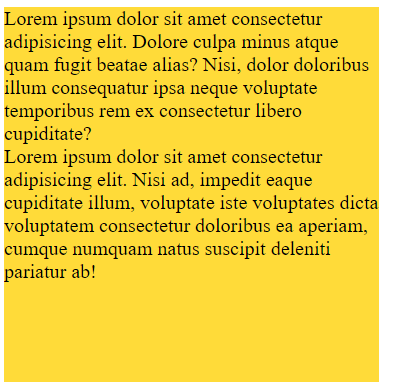 Lorem ipsum dolor sit amet consectetur
adipisicing elit. Dolore culpa minus atque
quam fugit beatae alias? Nisi, dolor doloribus
illum consequatur ipsa neque voluptate
temporibus rem ex consectetur libero
cupiditate?
Lorem ipsum dolor sit amet consectetur
adipisicing elit. Nisi ad, impedit eaque
cupiditate illum, voluptate iste voluptates dicta
voluptatem consectetur doloribus ea aperiam,
cumque numquam natus suscipit deleniti
pariatur ab!